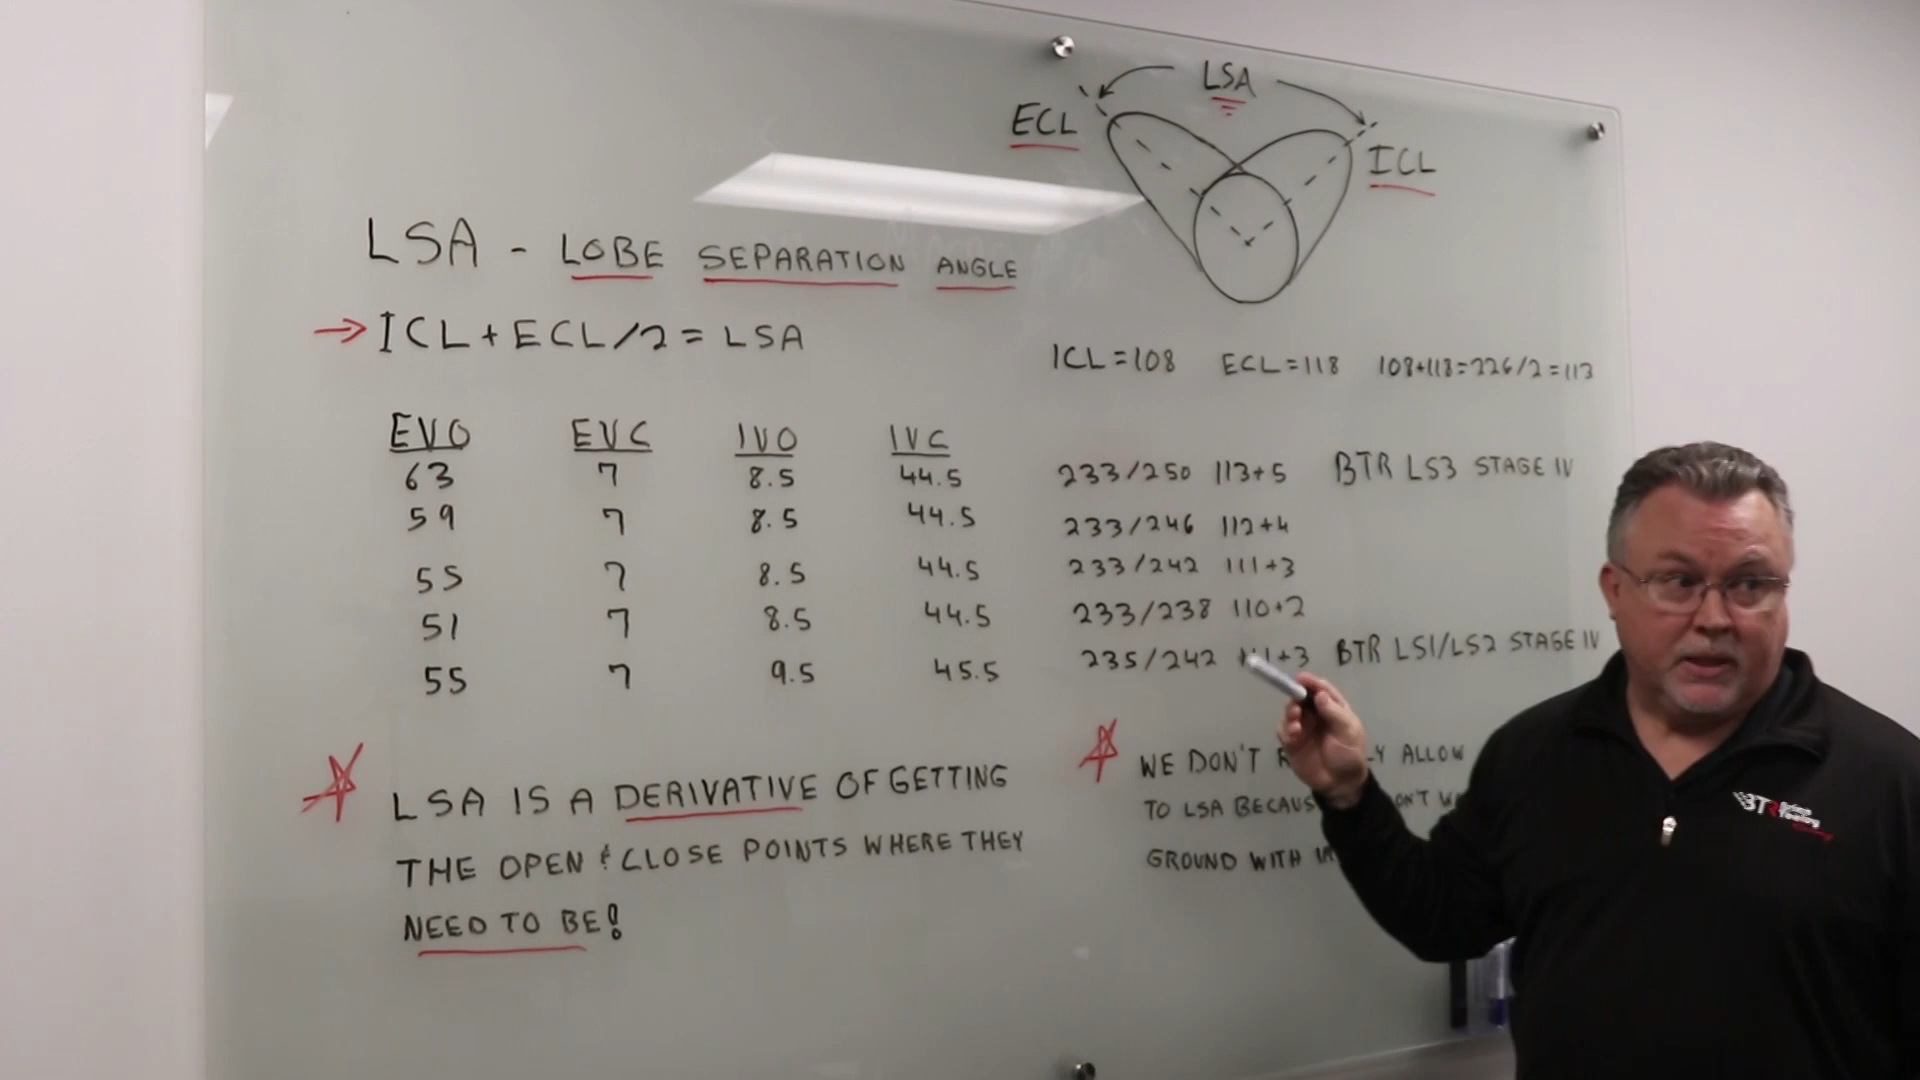 LSA
ECL
ICL
LSA - LOBE SEPARATION ANGLE
→ ICL + ECL/2 = LSA
ICL=108 ECL=118 108+118=226/2=113
EVO EVC IVO IVC
63 7 8.5 44.5 233/250 113+5 BTR LS3 STAGE IV
59 7 8.5 44.5 233/246 112+4
55 7 8.5 44.5 233/242 111+3
51 7 8.5 44.5 233/238 110+2
55 7 9.5 45.5 235/242 111+3 BTR LS1/LS2 STAGE IV
LSA IS A DERIVATIVE OF GETTING
THE OPEN & CLOSE POINTS WHERE THEY
NEED TO BE!
WE DON'T ALLOW
TO LSA
GROUND WITH
BTR Brian
Tooley